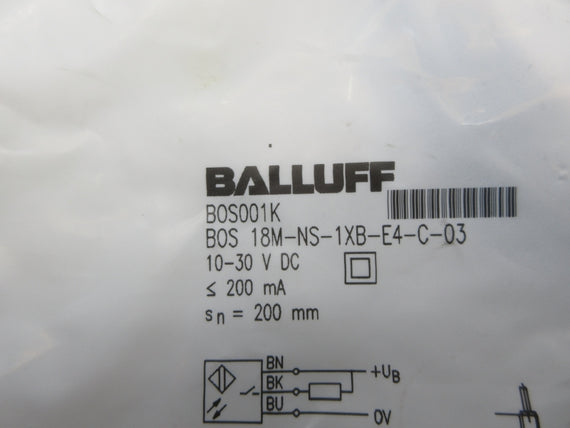 BALLUFF
BOS001K
BOS 18M-NS-1XB-E4-C-03
10-30 V DC
≤ 200 mA
sn = 200 mm
BN
+UB
BK
BU
0V